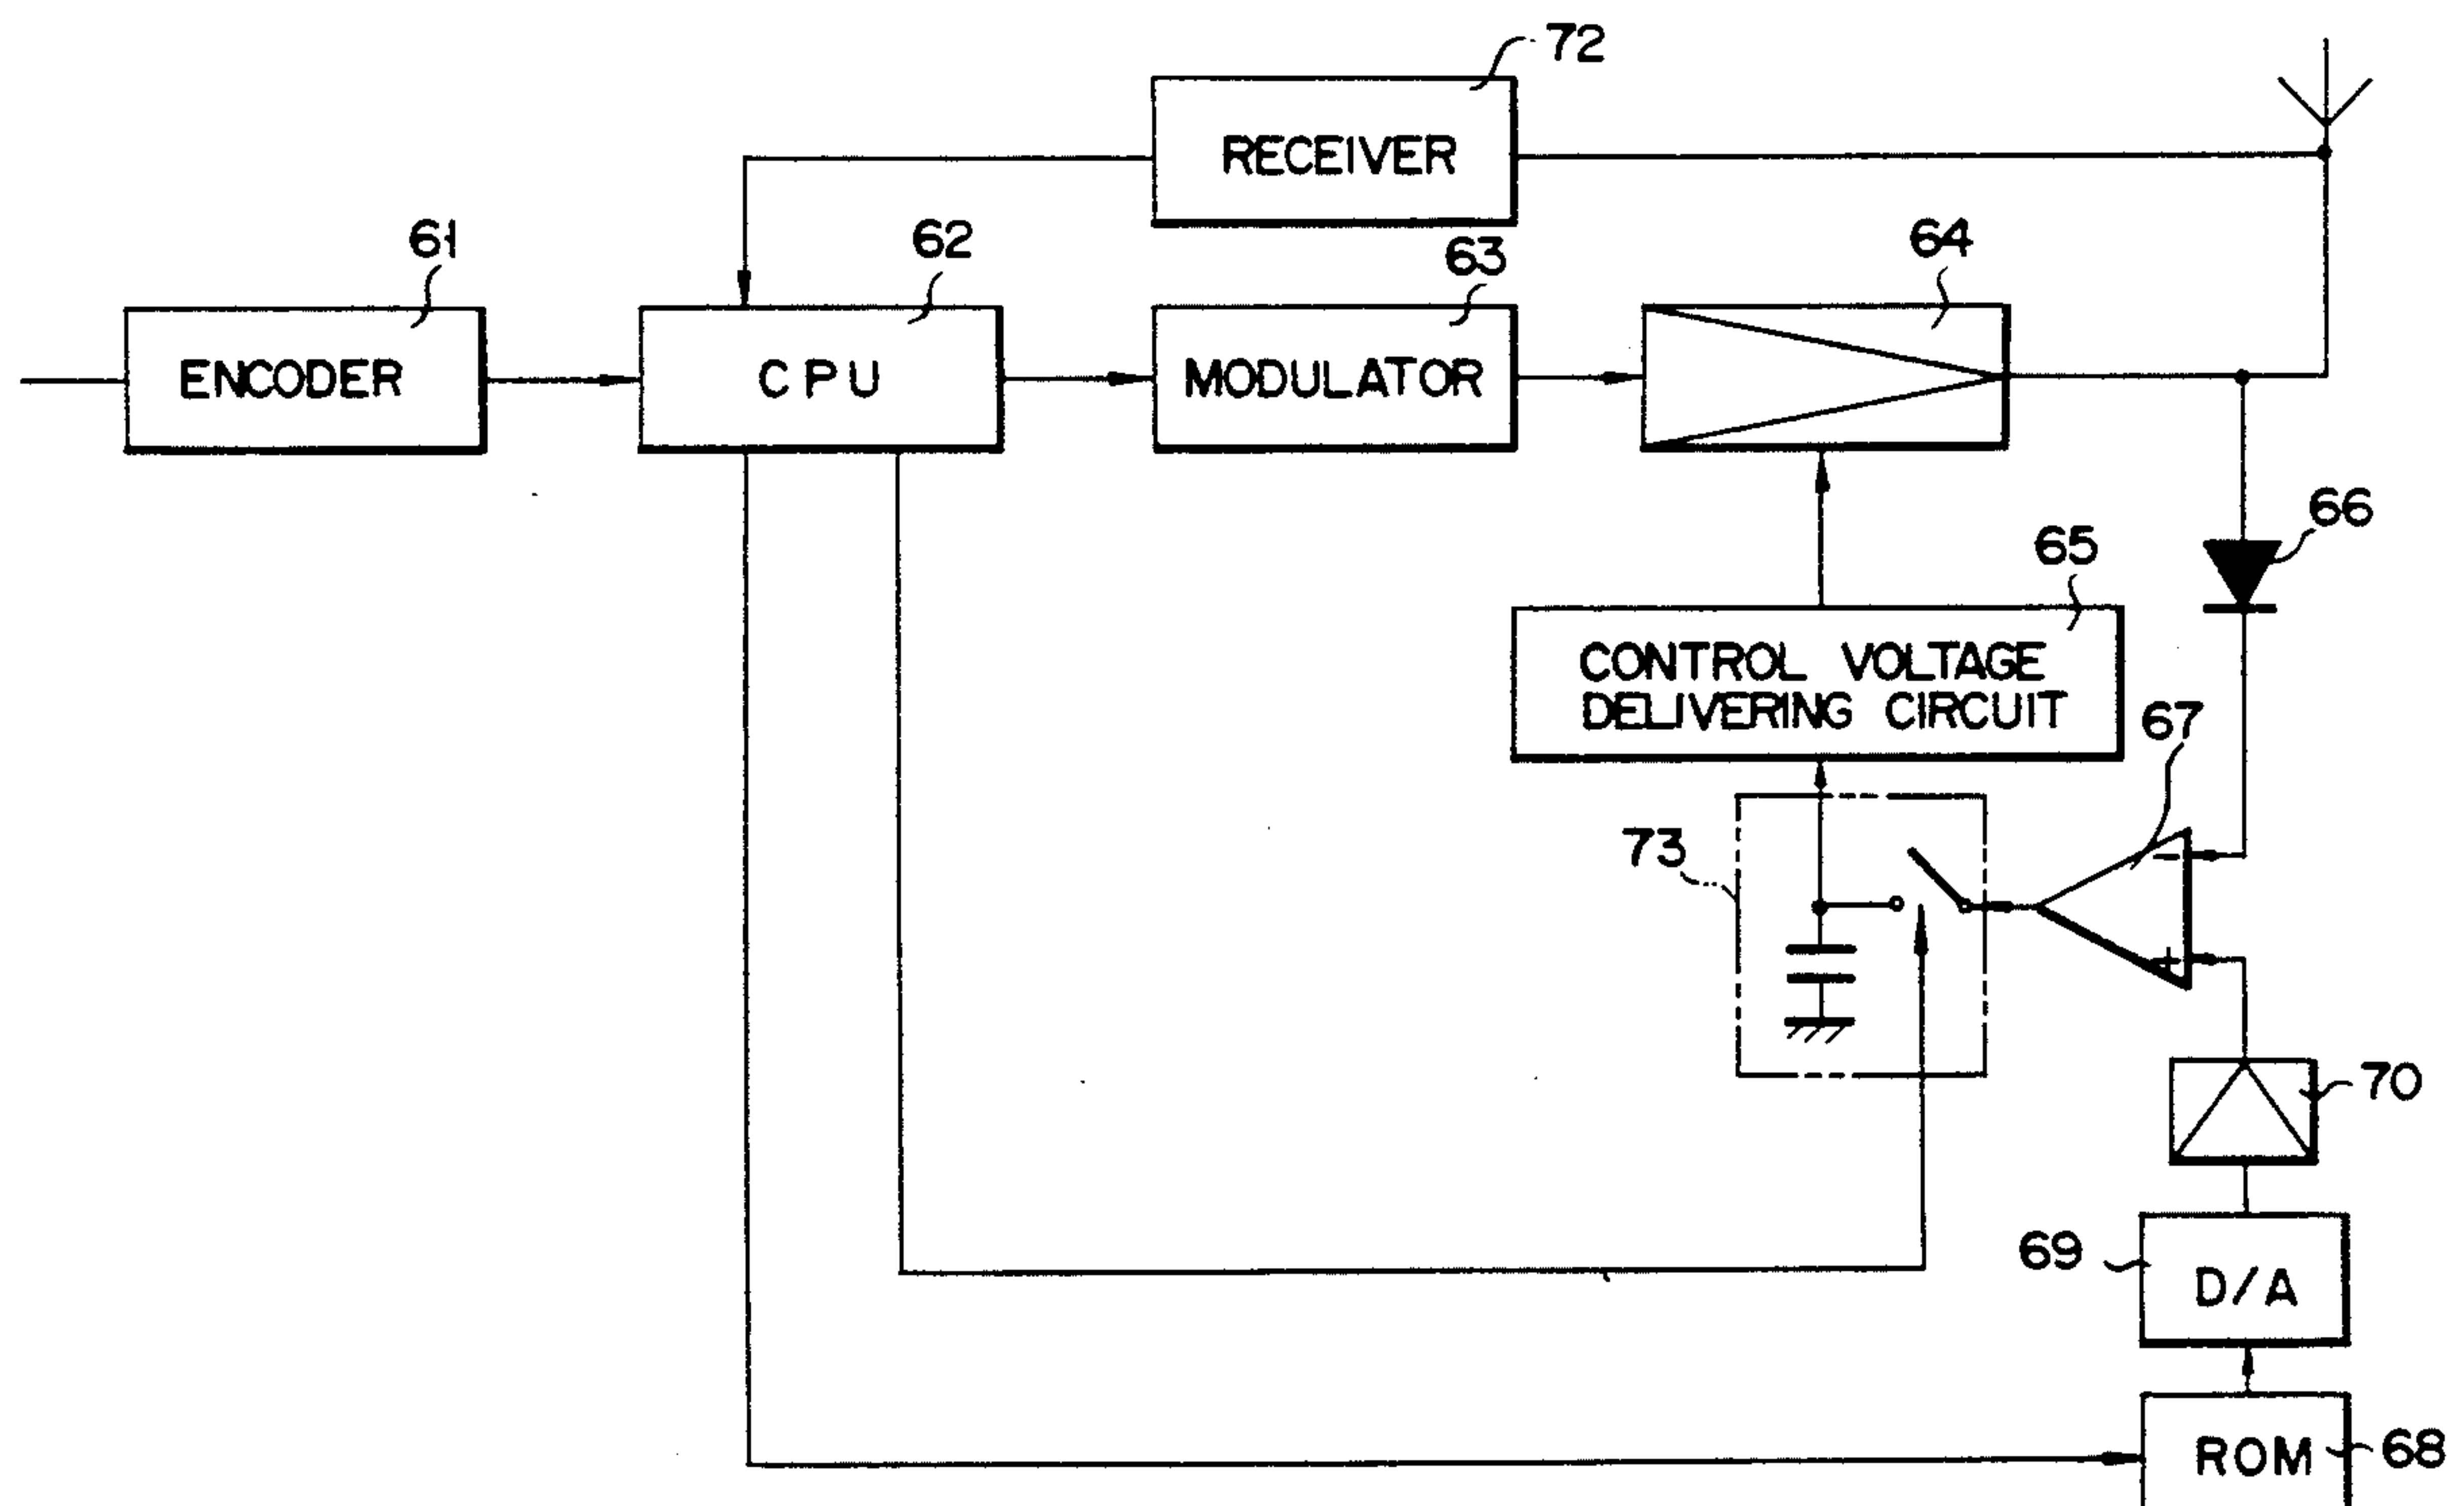 72
RECEIVER
61
62
63
64
ENCODER
CPU
MODULATOR
66
65
CONTROL VOLTAGE
DELIVERING CIRCUIT
67
73
−
+
70
69
D/A
ROM
68